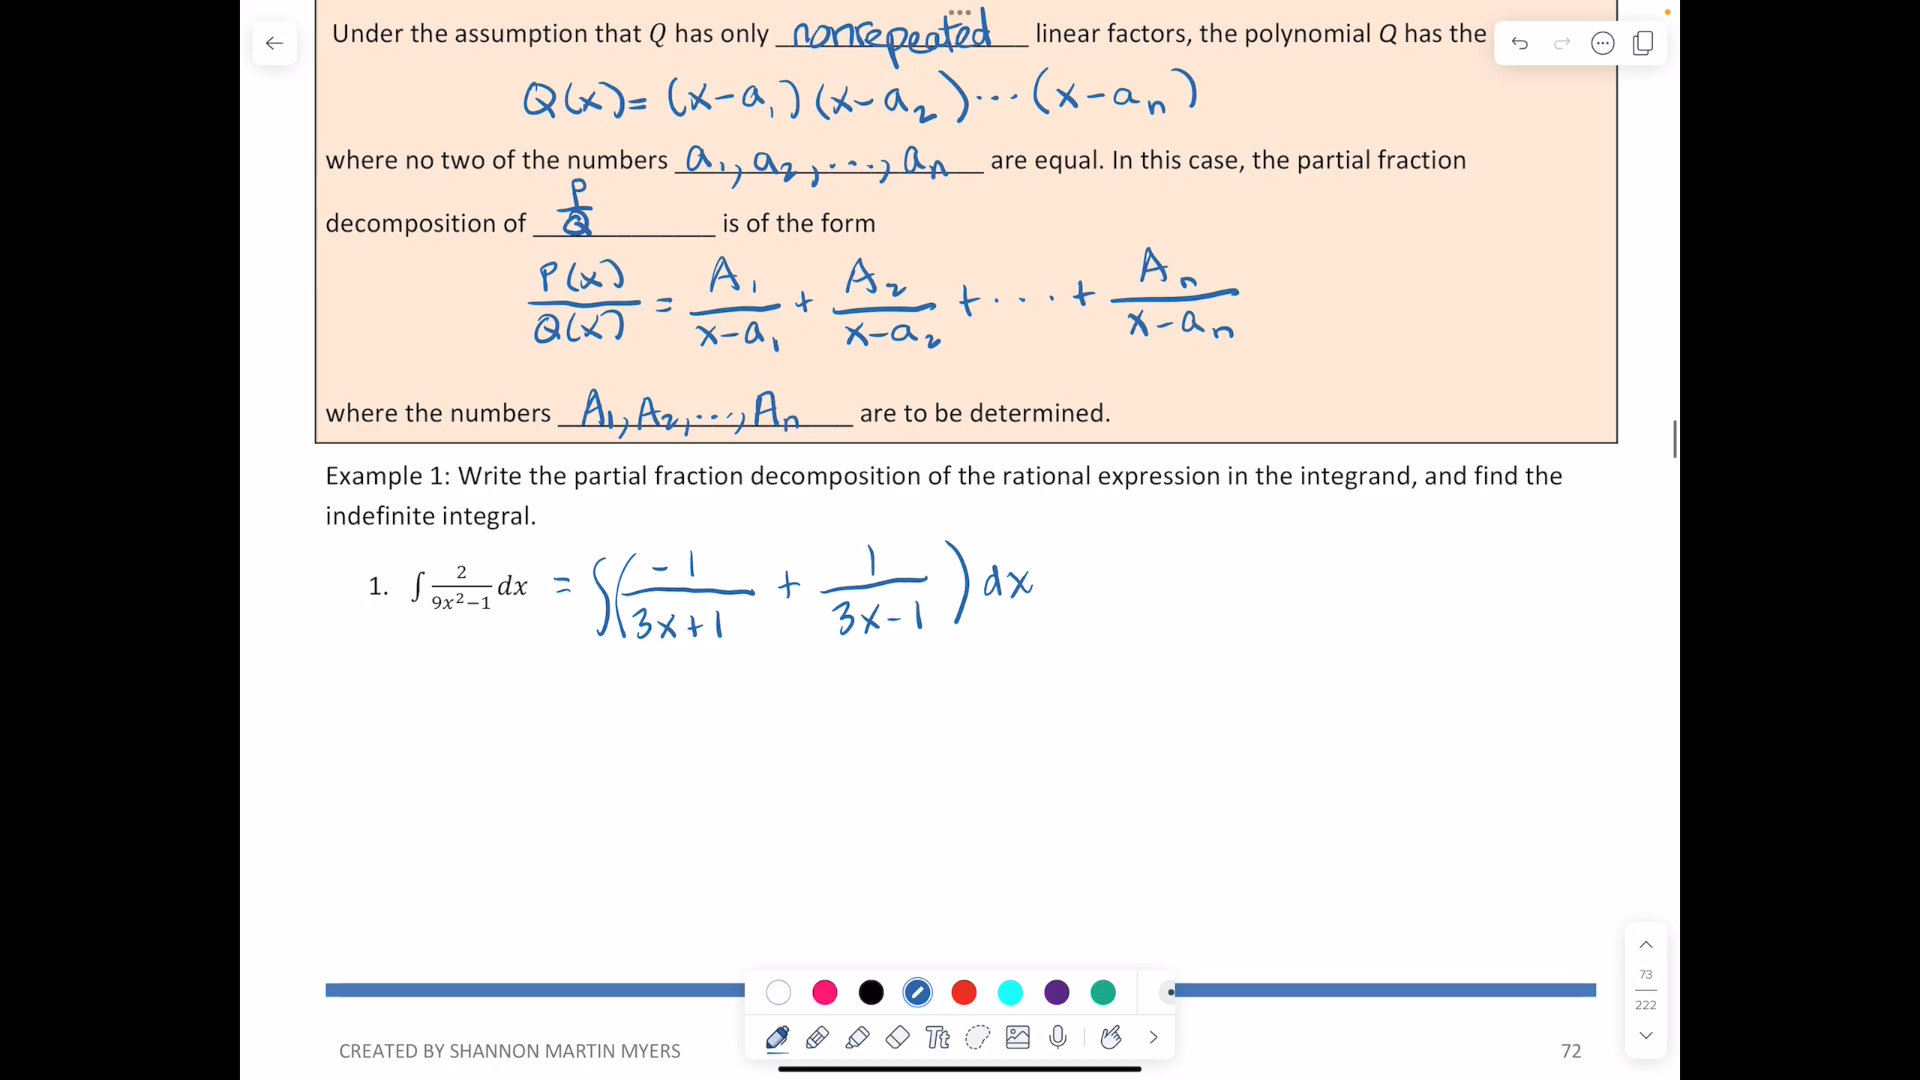 Under the assumption that Q has only nonrepeated linear factors, the polynomial Q has the
Q(x)= (x-a₁)(x-a₂)···(x-aₙ)
where no two of the numbers a₁, a₂, ..., aₙ are equal. In this case, the partial fraction
decomposition of P/Q is of the form
P(x)/Q(x) = A₁/(x-a₁) + A₂/(x-a₂) + ··· + Aₙ/(x-aₙ)
where the numbers A₁, A₂, ..., Aₙ are to be determined.
Example 1: Write the partial fraction decomposition of the rational expression in the integrand, and find the
indefinite integral.
1. ∫ 2/(9x²−1) dx = ∫( -1/(3x+1) + 1/(3x-1) ) dx
73
222
Tt
CREATED BY SHANNON MARTIN MYERS
72